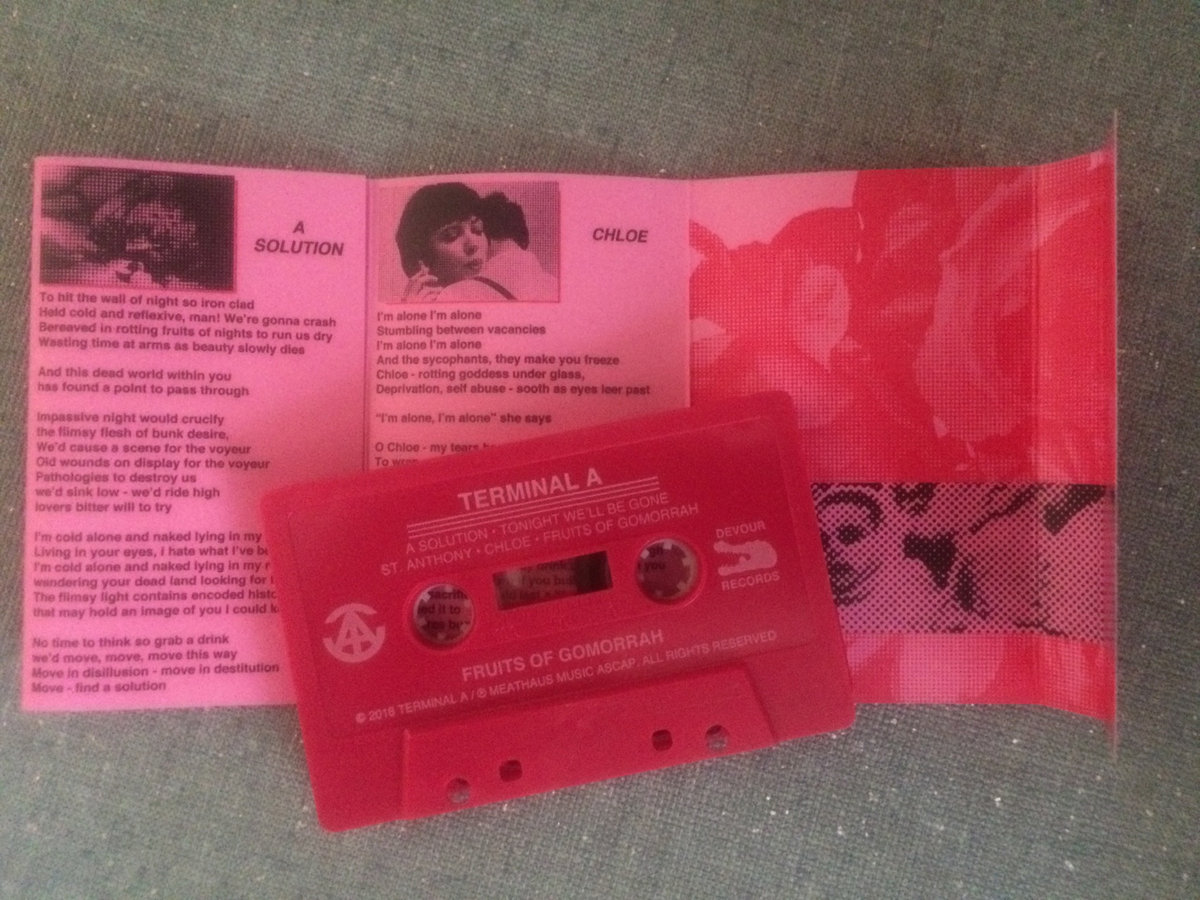 A
SOLUTION
To hit the wall of night so iron clad
Held cold and reflexive, man! We're gonna crash
Bereaved in rotting fruits of nights to run us dry
Wasting time at arms as beauty slowly dies
And this dead world within you
has found a point to pass through
Impassive night would crucify
the flimsy flesh of bunk desire,
We'd cause a scene for the voyeur
Old wounds on display for the voyeur
Pathologies to destroy us
we'd sink low - we'd ride high
lovers bitter will to try
I'm cold alone and naked lying in my
Living in your eyes, I hate what I've
I'm cold alone and naked lying in my
wandering your dead land looking for
The flimsy light contains encoded
that may hold an image of you I could
No time to think so grab a drink
we'd move, move, move this way
Move in disillusion - move in destitution
Move - find a solution
CHLOE
I'm alone I'm alone
Stumbling between vacancies
I'm alone I'm alone
And the sycophants, they make you freeze
Chloe - rotting goddess under glass,
Deprivation, self abuse - sooth as eyes leer past
"I'm alone, I'm alone" she says
O Chloe - my tears
To
TERMINAL A
A SOLUTION • TONIGHT WE'LL BE GONE
ST. ANTHONY • CHLOE • FRUITS OF GOMORRAH
DEVOUR
RECORDS
FRUITS OF GOMORRAH
© 2016 TERMINAL A / ℗ MEATHAUS MUSIC ASCAP. ALL RIGHTS RESERVED